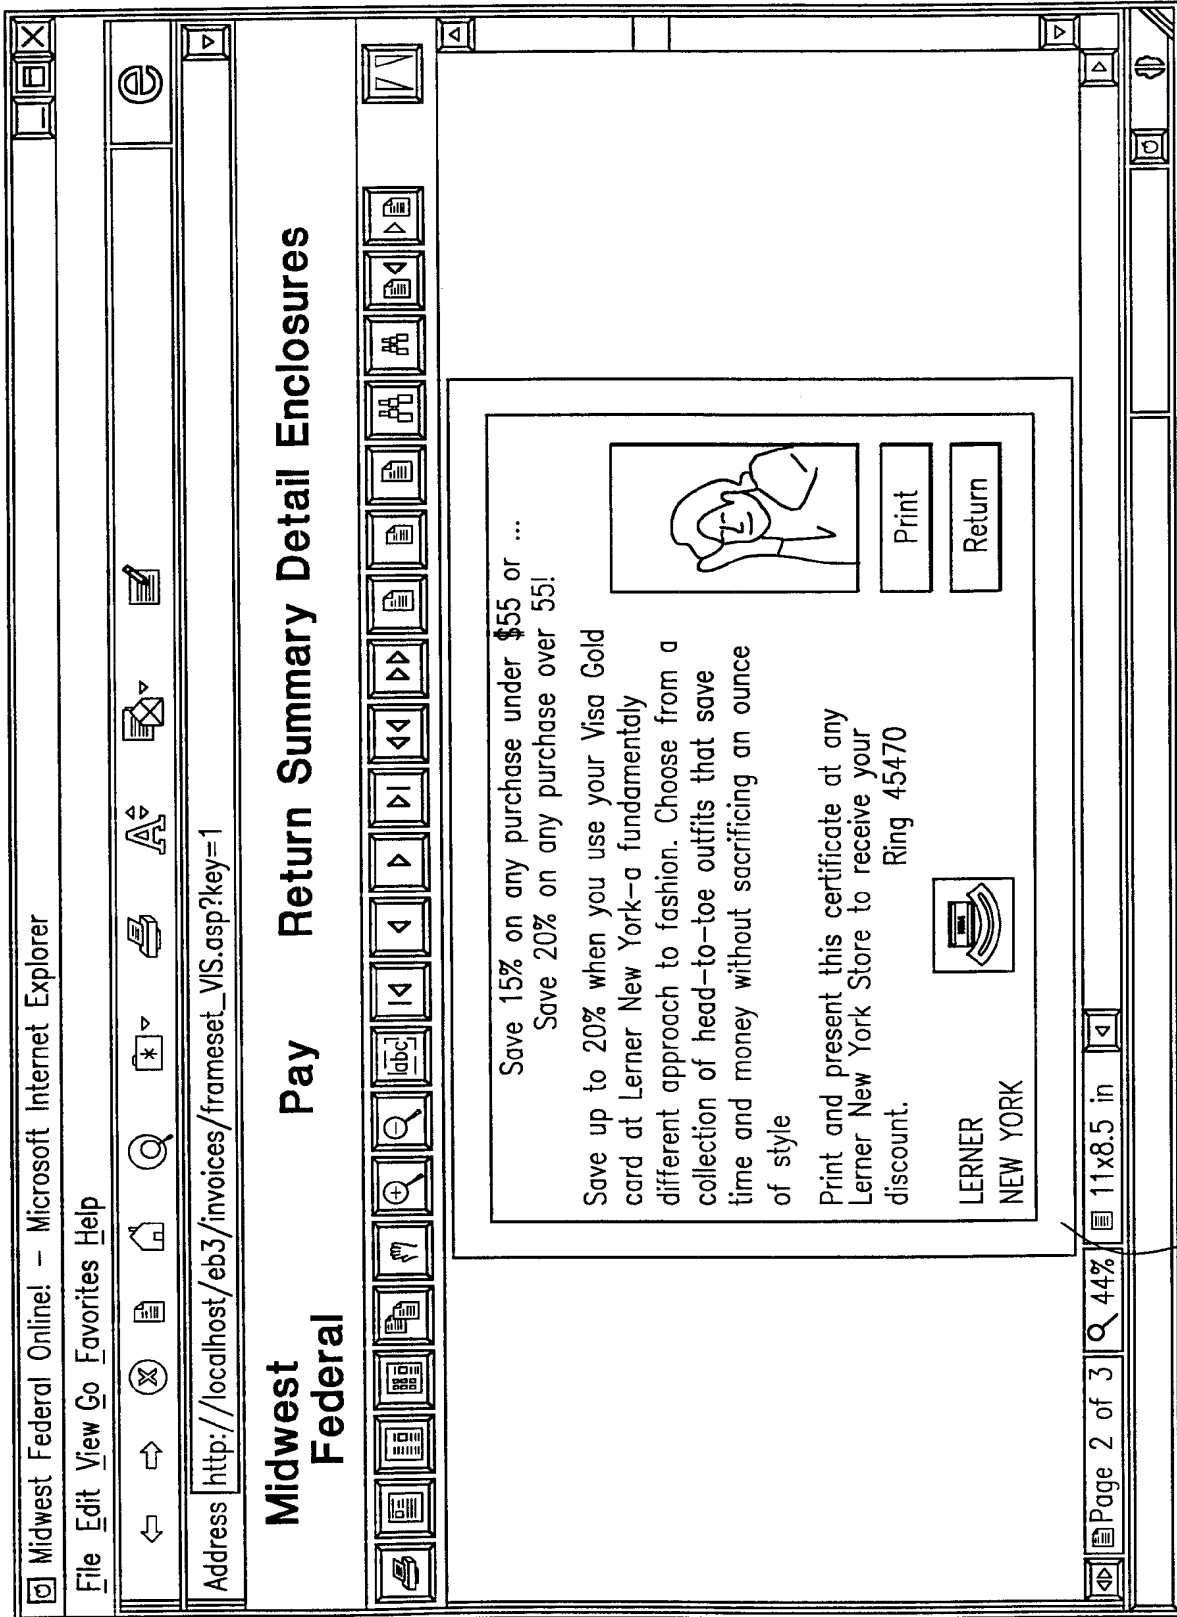 Midwest Federal Online! – Microsoft Internet Explorer
File Edit View Go Favorites Help
Address http://localhost/eb3/invoices/frameset_VIS.asp?key=1
Midwest
Federal
Pay Return Summary Detail Enclosures
abc
Save 15% on any purchase under $55 or ...
Save 20% on any purchase over 55!
Save up to 20% when you use your Visa Gold
card at Lerner New York–a fundamentaly
different approach to fashion. Choose from a
collection of head–to–toe outfits that save
time and money without sacrificing an ounce
of style
Print and present this certificate at any
Lerner New York Store to receive your
discount. Ring 45470
LERNER
NEW YORK
Print
Return
Page 2 of 3 44% 11x8.5 in